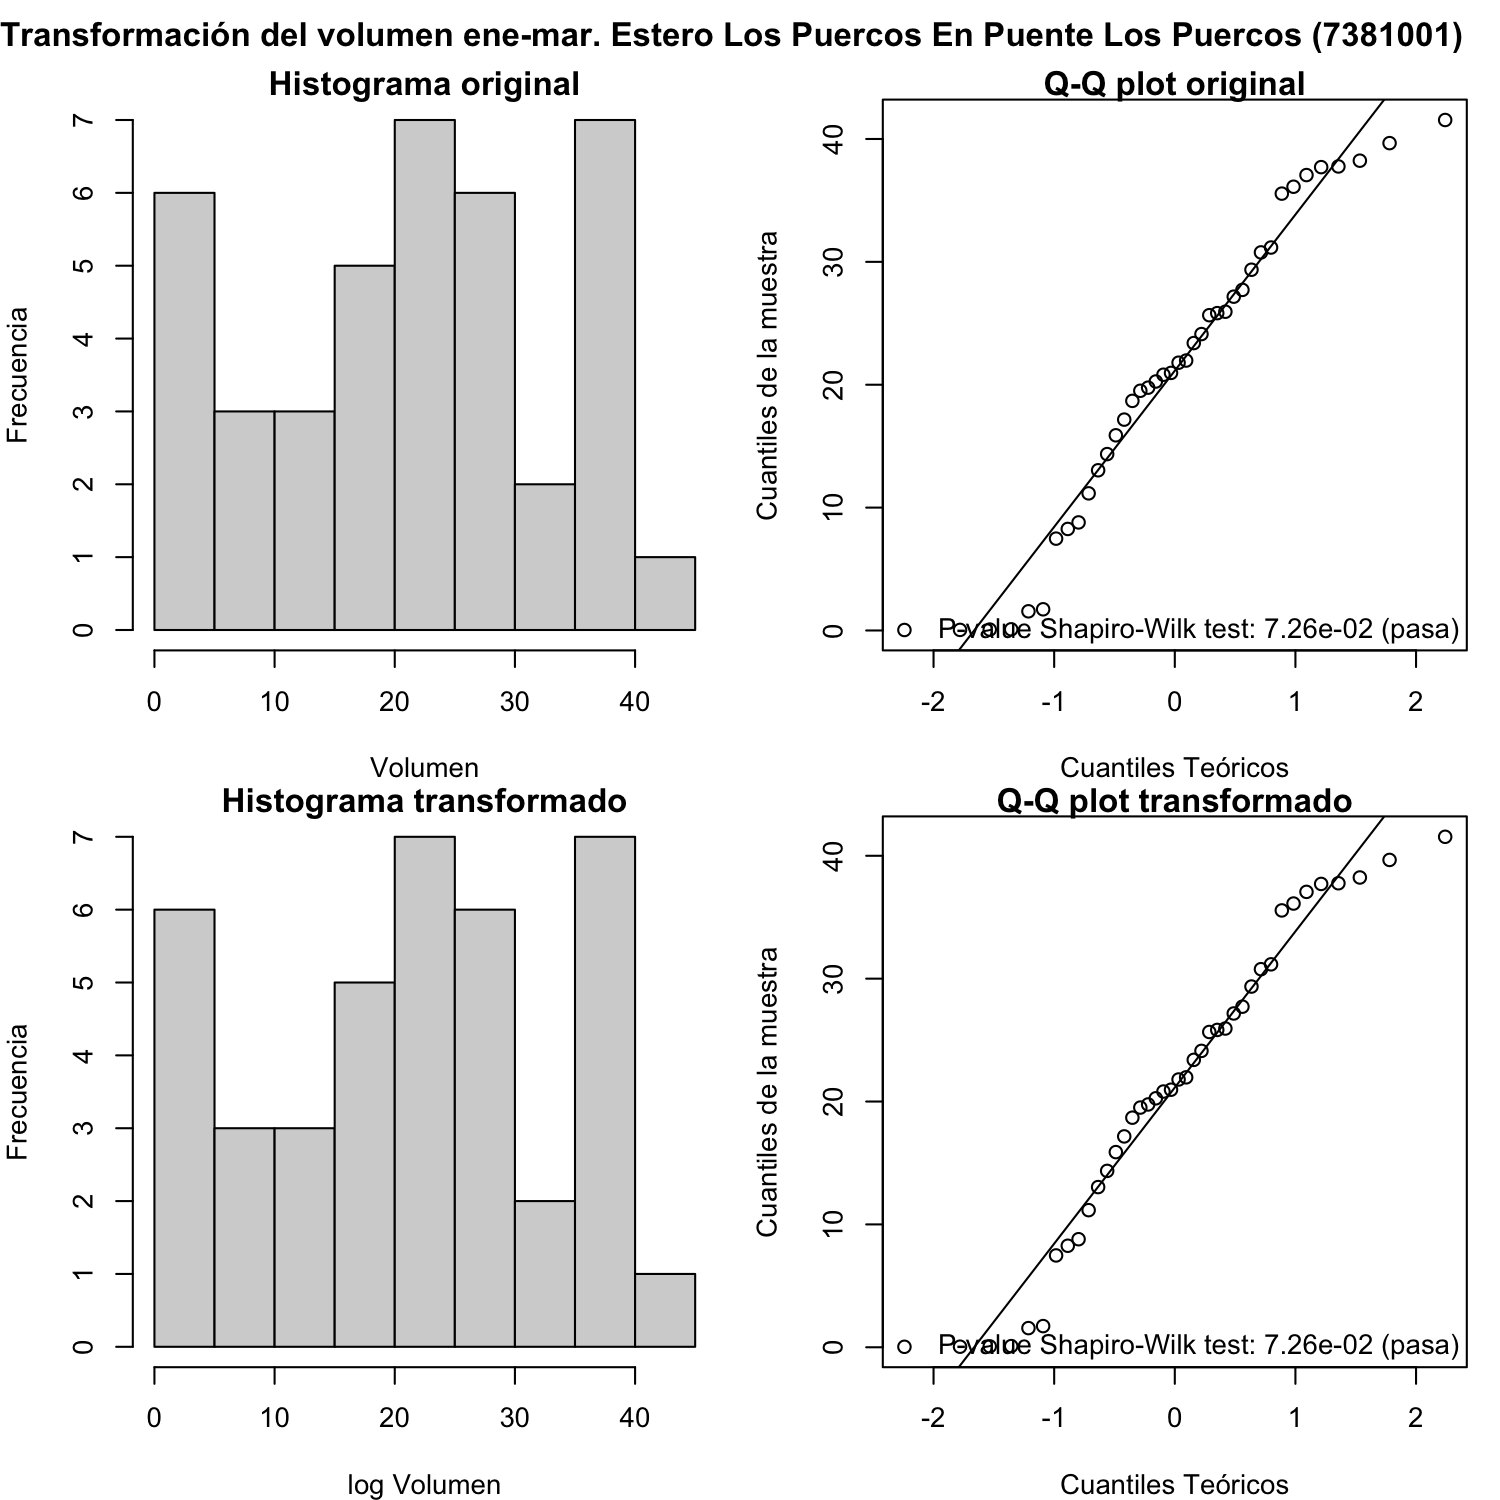 Transformación del volumen ene-mar. Estero Los Puercos En Puente Los Puercos (7381001)
Histograma original
Frecuencia
0 1 2 3 4 5 6 7
0 10 20 30 40
Volumen
Q-Q plot original
Cuantiles de la muestra
0 10 20 30 40
P-value Shapiro-Wilk test: 7.26e-02 (pasa)
-2 -1 0 1 2
Cuantiles Teóricos
Histograma transformado
Frecuencia
0 1 2 3 4 5 6 7
0 10 20 30 40
log Volumen
Q-Q plot transformado
Cuantiles de la muestra
0 10 20 30 40
P-value Shapiro-Wilk test: 7.26e-02 (pasa)
-2 -1 0 1 2
Cuantiles Teóricos